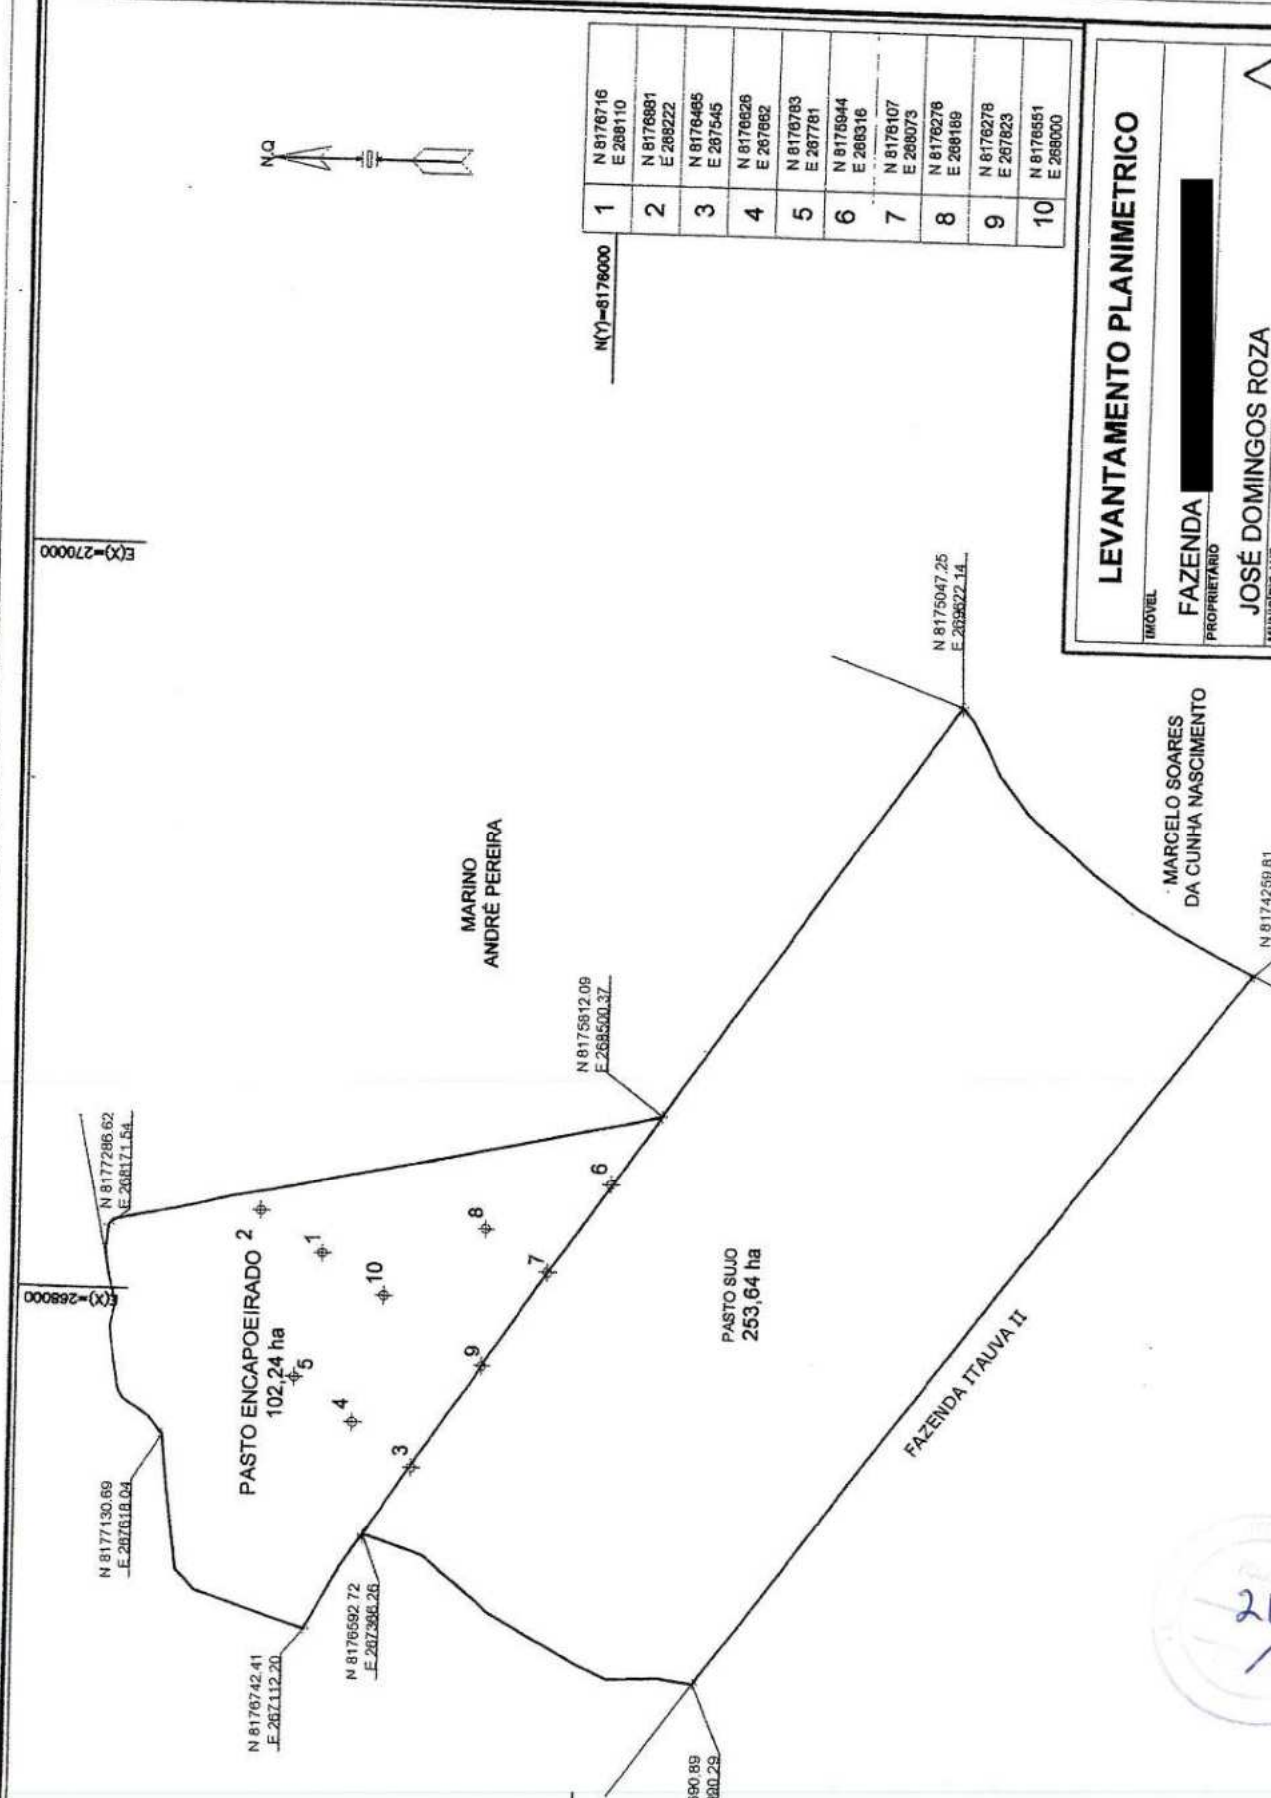 N.Q
E(X)=270000
E(X)=268000
N(Y)=8176000
1 N 8176716
E 268110
2 N 8176881
E 268222
3 N 8176465
E 267545
4 N 8176626
E 267662
5 N 8176783
E 267781
6 N 8175944
E 268316
7 N 8176107
E 268073
8 N 8176276
E 268189
9 N 8176278
E 267823
10 N 8176551
E 268000
N 8177286.62
E 268171.54
N 8177130.69
E 267618.04
N 8176742.41
E 267112.20
N 8176592.72
E 267366.26
N 8175812.09
E 268500.37
N 8175047.25
E 269622.14
N 8174259.81
90.29
MARINO
ANDRÉ PEREIRA
PASTO ENCAPOEIRADO
102,24 ha
2
1
10
5
4
3
9
7
8
6
PASTO SUJO
253,64 ha
FAZENDA ITAUVA II
MARCELO SOARES
DA CUNHA NASCIMENTO
LEVANTAMENTO PLANIMETRICO
IMÓVEL
FAZENDA
PROPRIETÁRIO
JOSÉ DOMINGOS ROZA